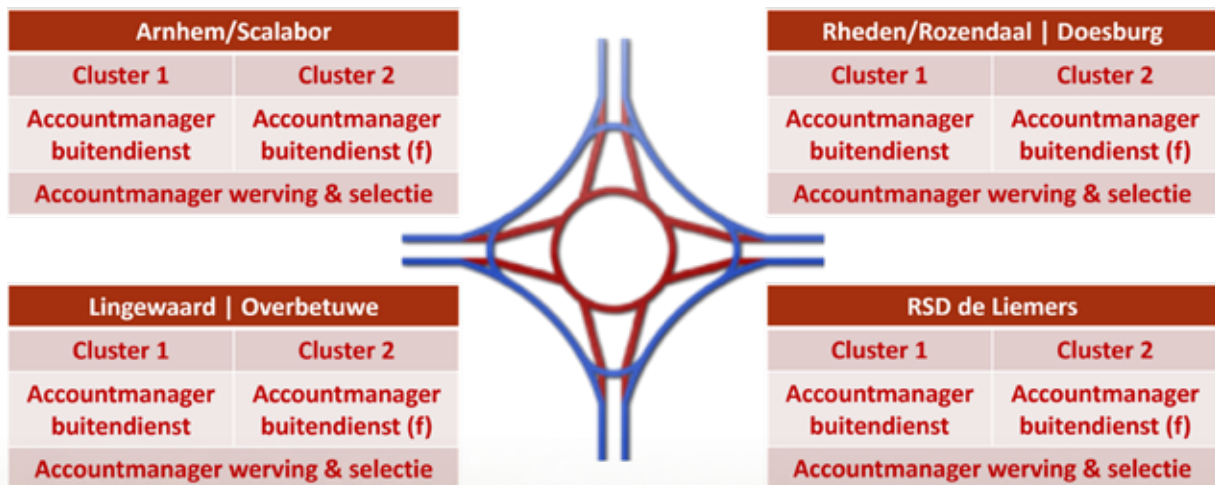 Arnhem/Scalabor
Cluster 1 Cluster 2
Accountmanager buitendienst Accountmanager buitendienst (f)
Accountmanager werving & selectie
Rheden/Rozendaal | Doesburg
Cluster 1 Cluster 2
Accountmanager buitendienst Accountmanager buitendienst (f)
Accountmanager werving & selectie
Lingewaard | Overbetuwe
Cluster 1 Cluster 2
Accountmanager buitendienst Accountmanager buitendienst (f)
Accountmanager werving & selectie
RSD de Liemers
Cluster 1 Cluster 2
Accountmanager buitendienst Accountmanager buitendienst (f)
Accountmanager werving & selectie